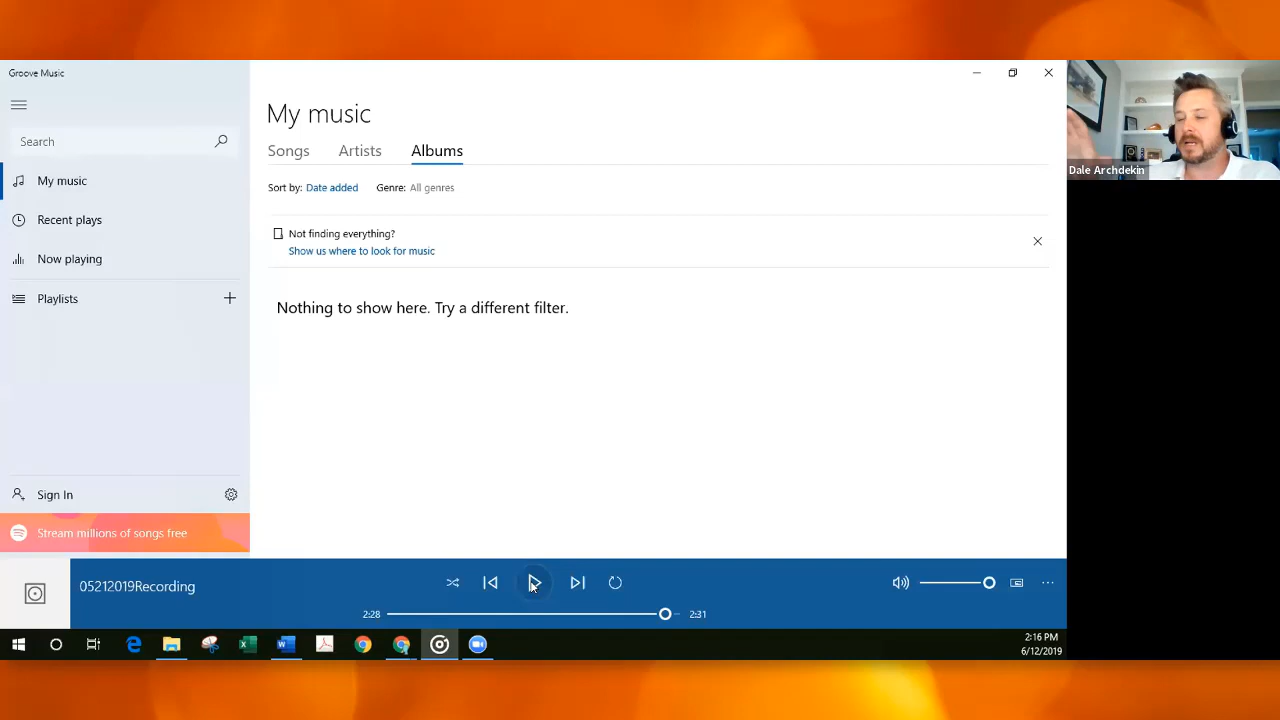 Groove Music
Search
My music
Recent plays
Now playing
Playlists
Sign In
Stream millions of songs free
My music
Songs Artists Albums
Sort by: Date added Genre: All genres
Not finding everything?
Show us where to look for music
Nothing to show here. Try a different filter.
Dale Archdekin
05212019Recording
2:28 2:31
2:16 PM
6/12/2019